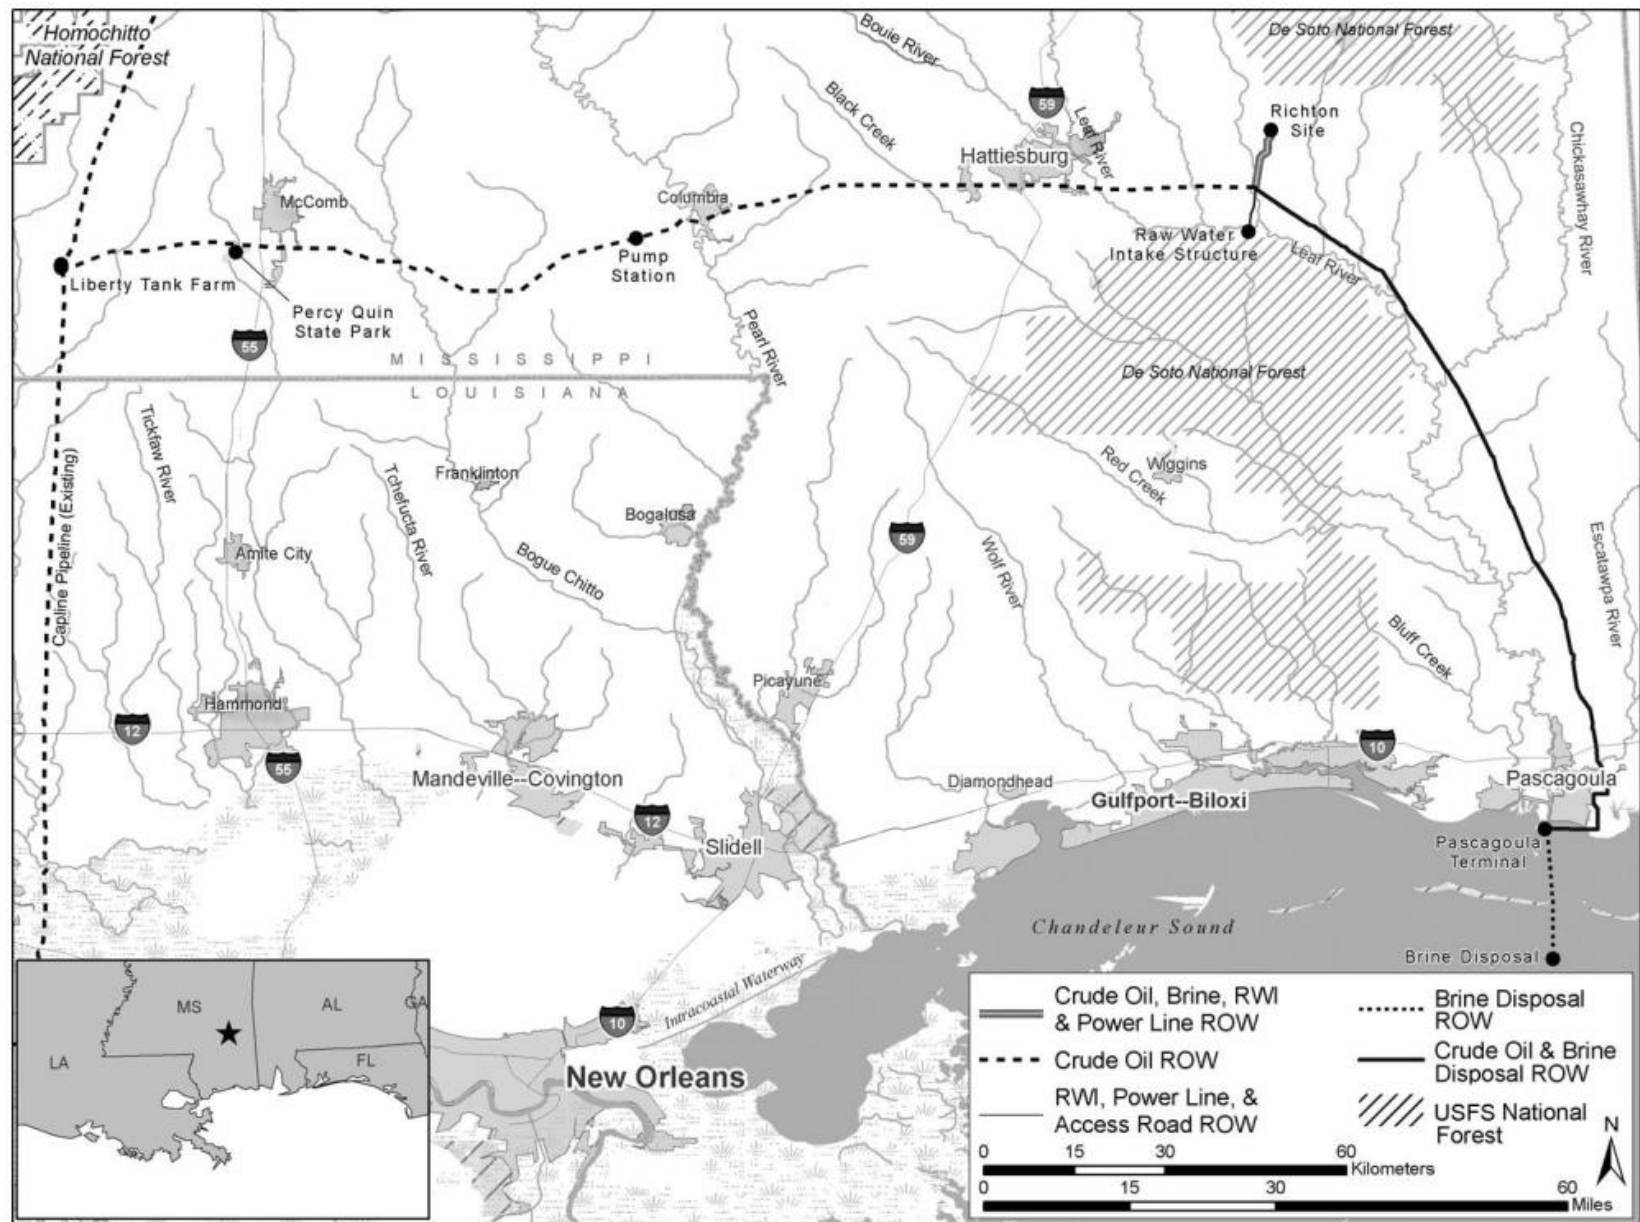 Homochitto
National Forest
Bouie River
De Soto National Forest
Black Creek
59
Leaf River
Richton
Site
Chickasawhay River
Hattiesburg
McComb
Columbia
Raw Water
Intake Structure
Leaf River
Liberty Tank Farm
Pump
Station
Percy Quin
State Park
55
Pearl River
MISSISSIPPI
LOUISIANA
De Soto National Forest
Tickfaw River
Capline Pipeline (Existing)
Tchefucta River
Franklinton
Red Creek
Wiggins
Bogalusa
Amite City
Bogue Chitto
59
Wolf River
Escatawpa River
Bluff Creek
Picayune
Hammond
12
55
Mandeville--Covington
12
Slidell
Diamondhead
10
Gulfport--Biloxi
Pascagoula
Pascagoula
Terminal
Chandeleur Sound
Brine Disposal
Intracoastal Waterway
10
New Orleans
MS
AL
GA
LA
FL
Crude Oil, Brine, RWI
& Power Line ROW
Crude Oil ROW
RWI, Power Line, &
Access Road ROW
Brine Disposal
ROW
Crude Oil & Brine
Disposal ROW
USFS National
Forest
N
0 15 30 60
Kilometers
0 15 30 60
Miles